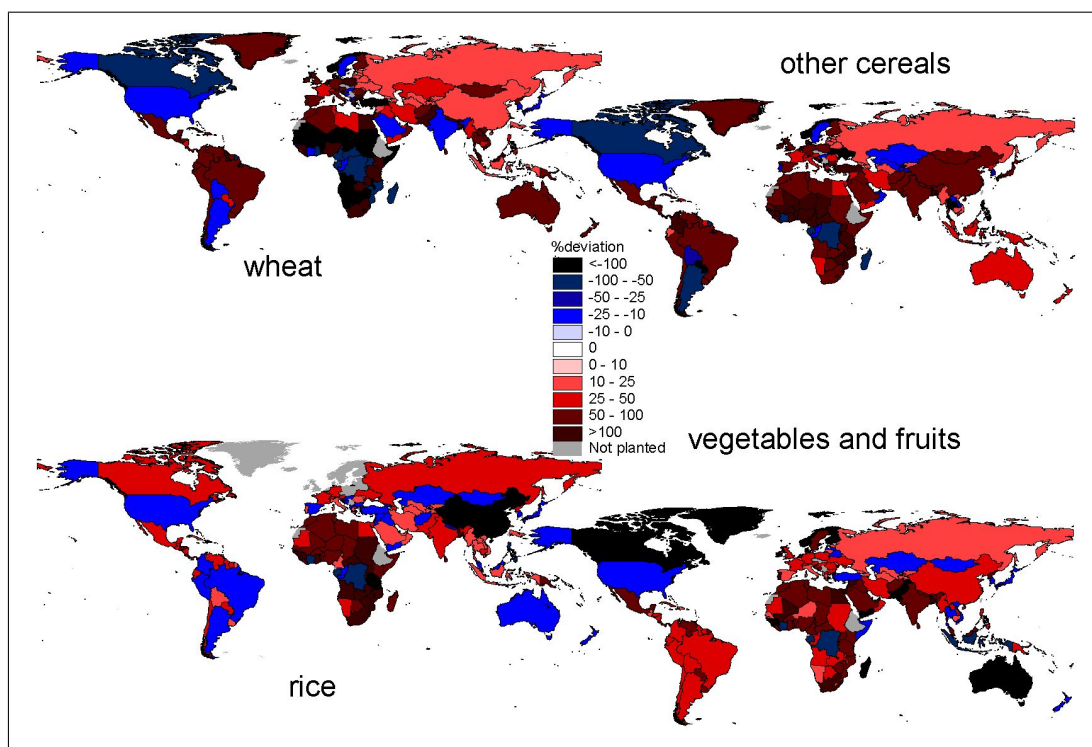 other cereals
wheat
%deviation
<-100
-100 - -50
-50 - -25
-25 - -10
-10 - 0
0
0 - 10
10 - 25
25 - 50
50 - 100
>100
Not planted
vegetables and fruits
rice